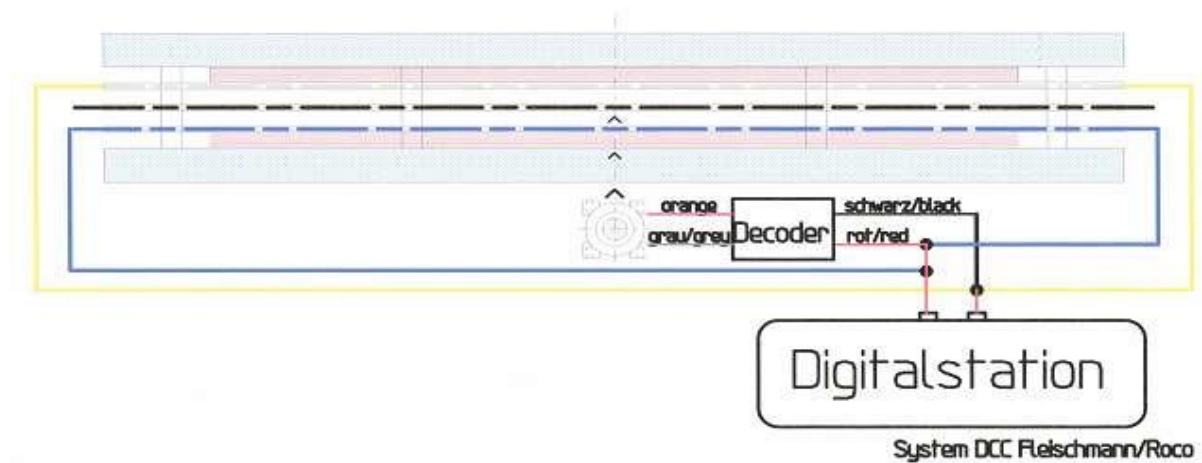 orange
schwarz/black
grau/grey
Decoder
rot/red
Digitalstation
System DCC Fleischmann/Roco